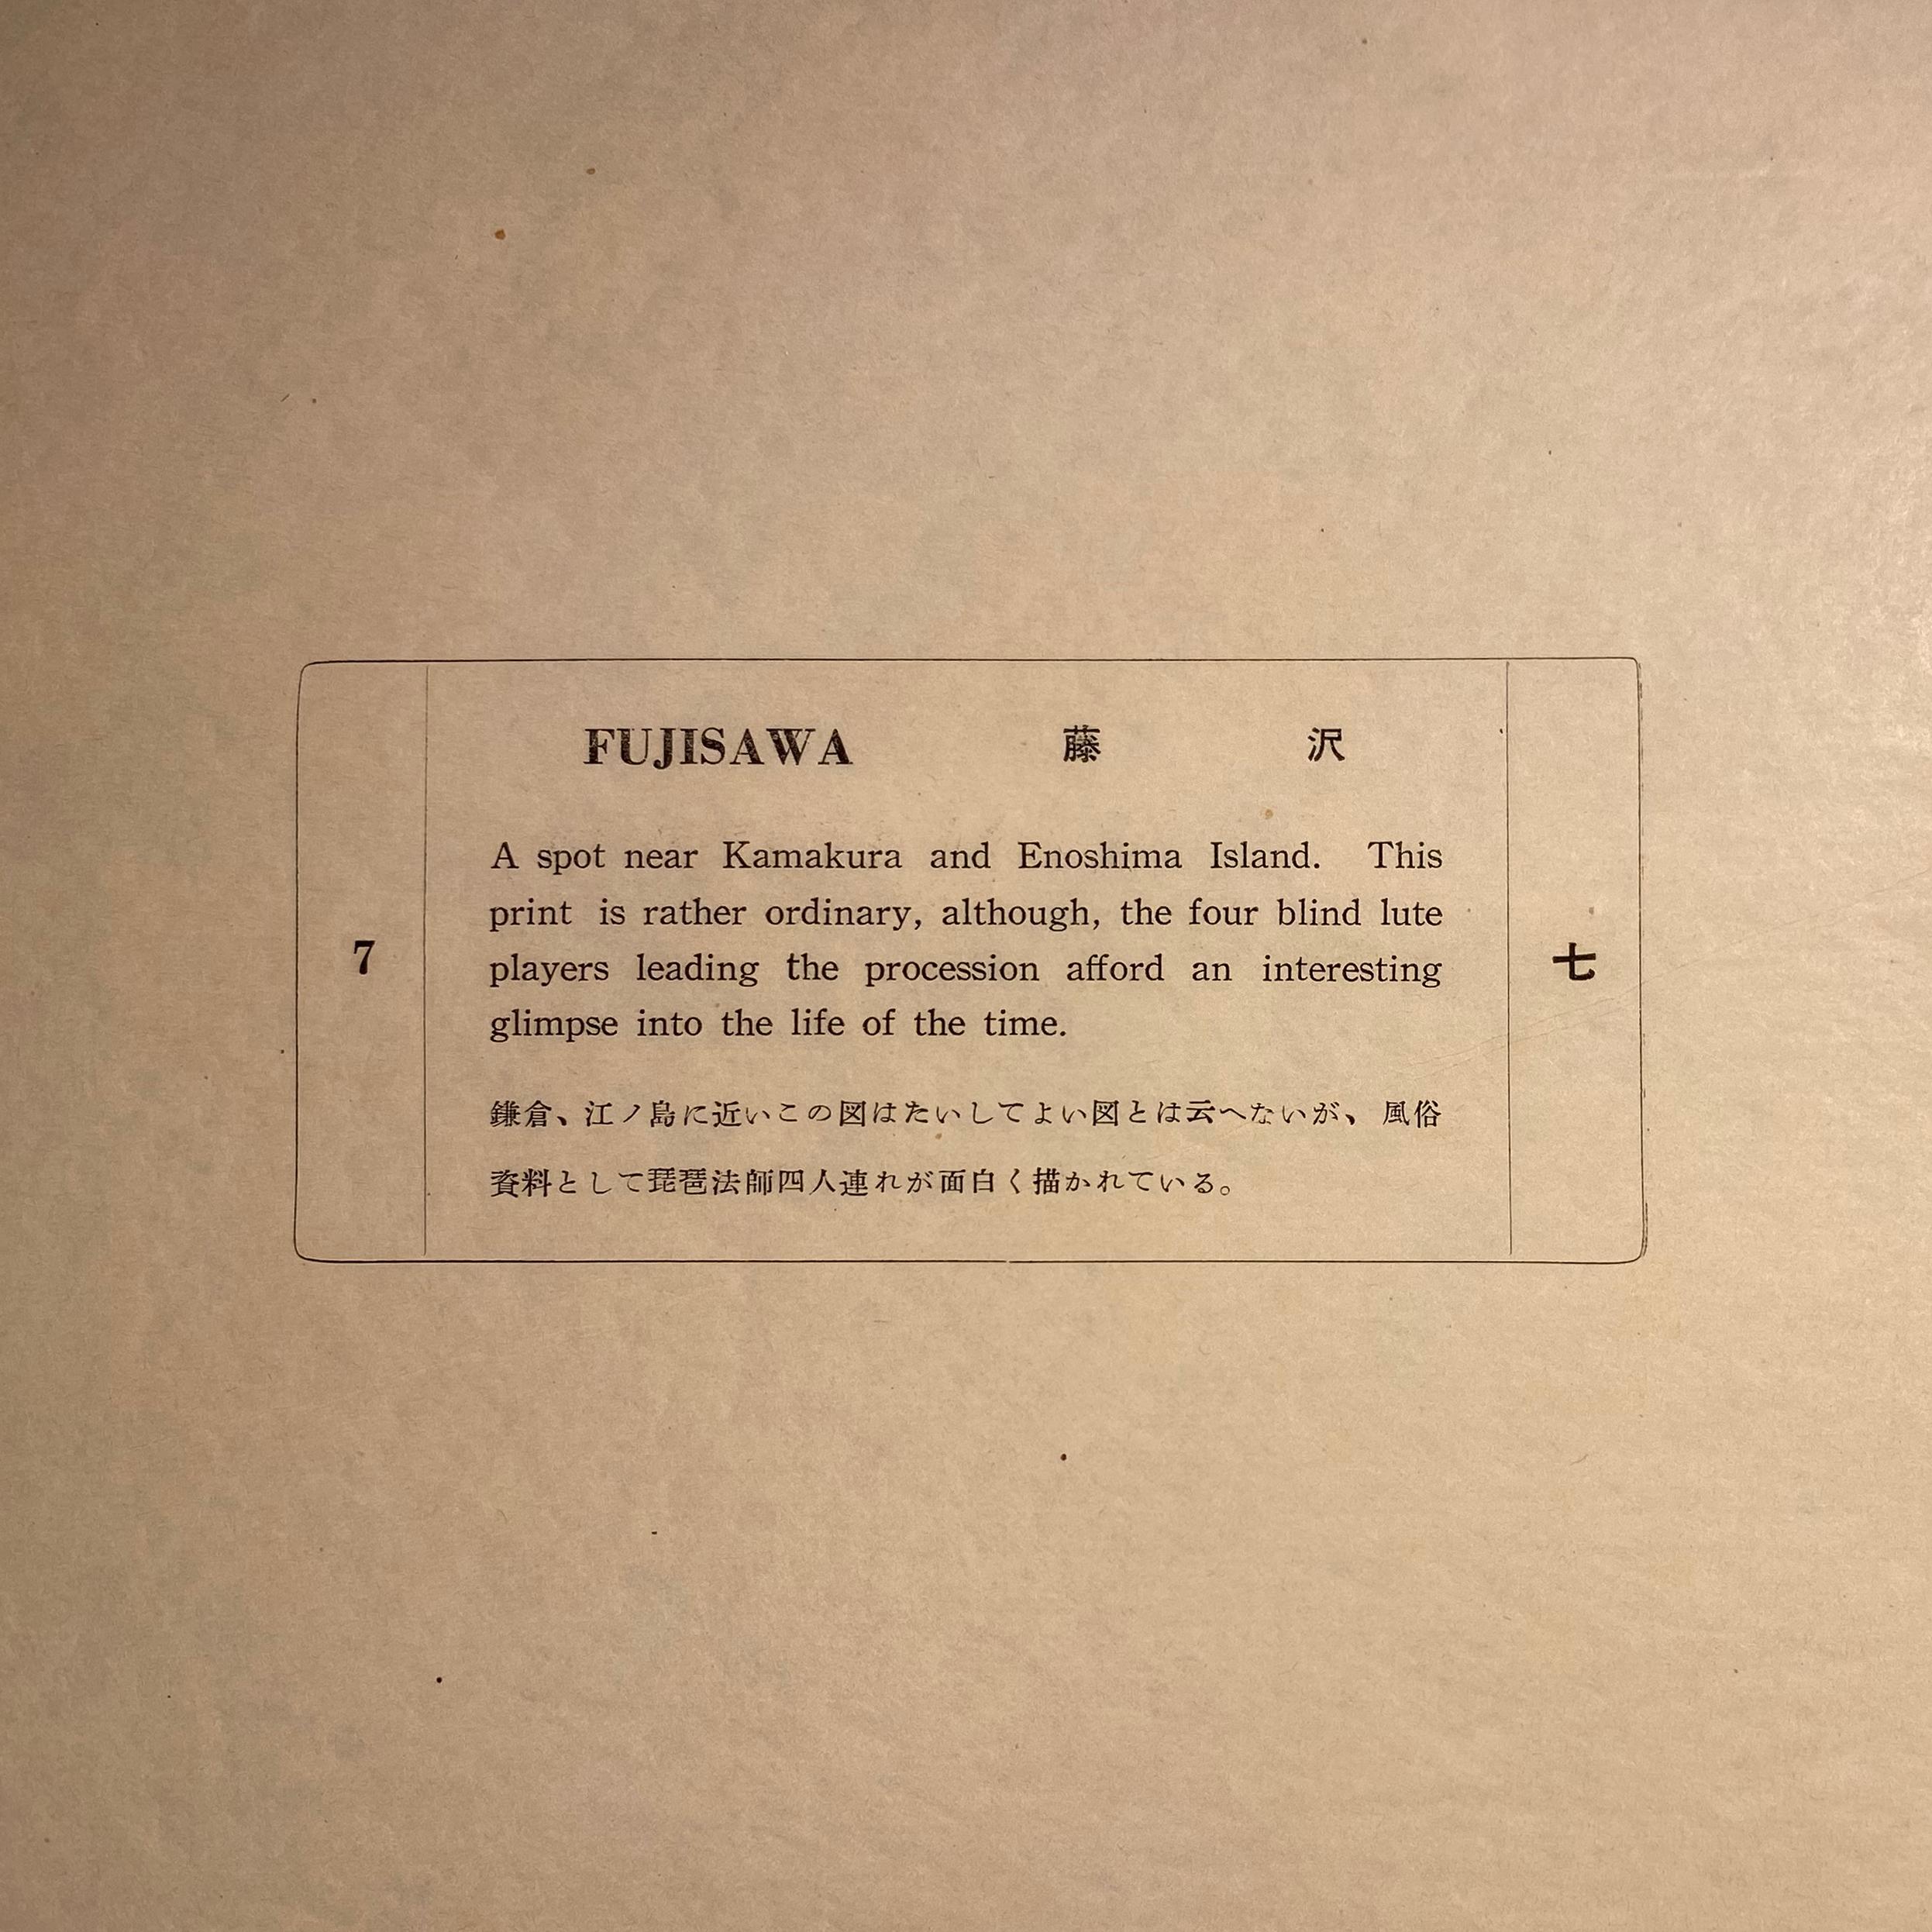 FUJISAWA 藤 沢
7
A spot near Kamakura and Enoshima Island. This
print is rather ordinary, although, the four blind lute
players leading the procession afford an interesting
glimpse into the life of the time.
鎌倉、江ノ島に近いこの図はたいしてよい図とは云へないが、風俗
資料として琵琶法師四人連れが面白く描かれている。
七